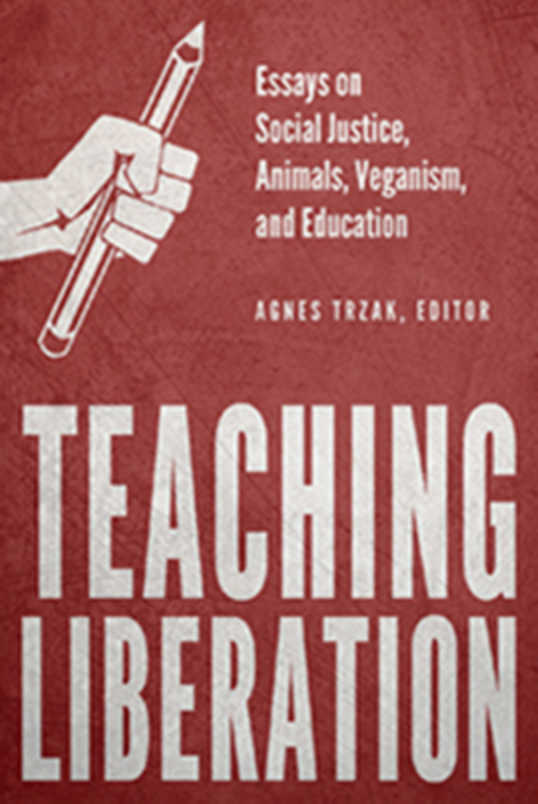 Essays on
Social Justice,
Animals, Veganism,
and Education
AGNES TRZAK, EDITOR
TEACHING
LIBERATION